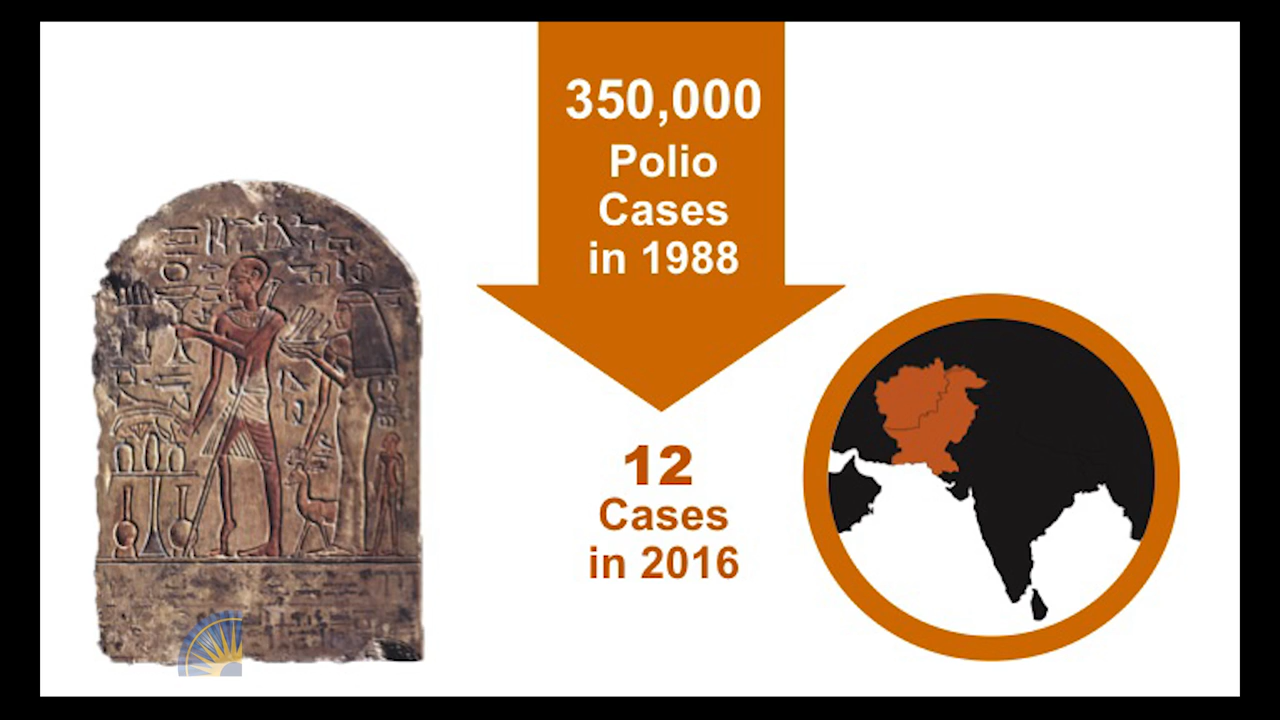 350,000
Polio
Cases
in 1988
12
Cases
in 2016